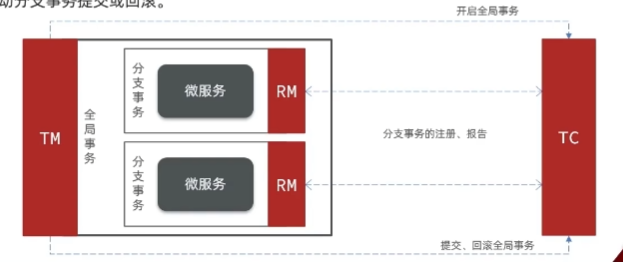 动分支事务提交或回滚。
开启全局事务
TM
全局事务
分支事务
微服务
RM
分支事务的注册、报告
TC
分支事务
微服务
RM
提交、回滚全局事务